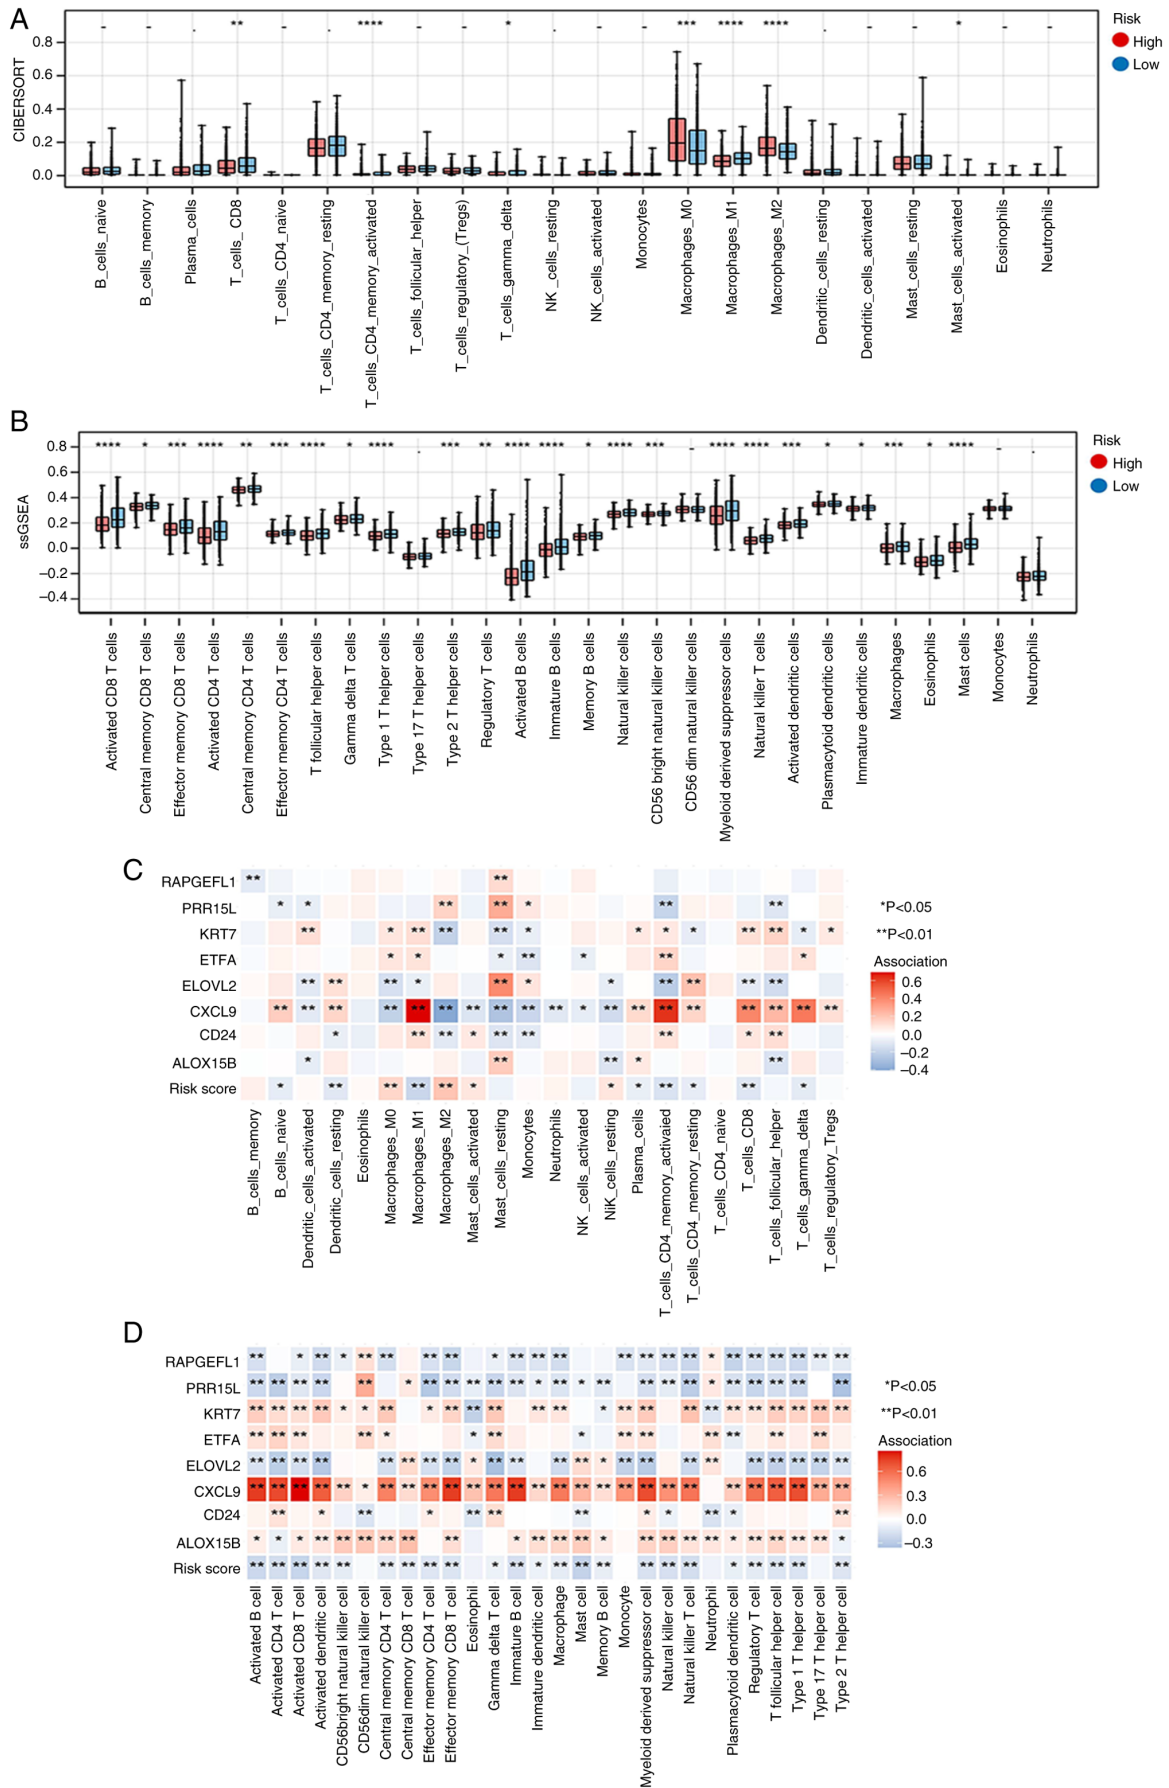 A
** **** * *** **** **** *
Risk
High
Low
CIBERSORT
0.8
0.6
0.4
0.2
0.0
B_cells_naive
B_cells_memory
Plasma_cells
T_cells_ CD8
T_cells_CD4_naive
T_cells_CD4_memory_resting
T_cells_CD4_memory_activated
T_cells_follicular_helper
T_cells_regulatory_(Tregs)
T_cells_gamma_delta
NK _cells_resting
NK_cells_activated
Monocytes
Macrophages_M0
Macrophages_M1
Macrophages_M2
Dendritic_cells_resting
Dendritic_cells_activated
Mast_cells_resting
Mast_cells_activated
Eosinophils
Neutrophils
B
**** * *** **** ** *** **** * **** *** ** **** **** * **** *** **** **** *** * * *** * ****
Risk
High
Low
ssGSEA
0.8
0.6
0.4
0.2
0.0
−0.2
−0.4
Activated CD8 T cells
Central memory CD8 T cells
Effector memory CD8 T cells
Activated CD4 T cells
Central memory CD4 T cells
Effector memory CD4 T cells
T follicular helper cells
Gamma delta T cells
Type 1 T helper cells
Type 17 T helper cells
Type 2 T helper cells
Regulatory T cells
Activated B cells
Immature B cells
Memory B cells
Natural killer cells
CD56 bright natural killer cells
CD56 dim natural killer cells
Myeloid derived suppressor cells
Natural killer T cells
Activated dendritic cells
Plasmacytoid dendritic cells
Immature dendritic cells
Macrophages
Eosinophils
Mast cells
Monocytes
Neutrophils
C
RAPGEFL1
PRR15L
KRT7
ETFA
ELOVL2
CXCL9
CD24
ALOX15B
Risk score
*P<0.05
**P<0.01
Association
0.6
0.4
0.2
0.0
−0.2
−0.4
B_cells_memory
B_cells_naive
Dendritic_cells_activated
Dendritic_cells_resting
Eosinophils
Macrophages_M0
Macrophages_M1
Macrophages_M2
Mast_cells_activated
Mast_cells_resting
Monocytes
Neutrophils
NK _cells_activated
NiK_cells_resting
Plasma_ceils
T_cells_CD4_memory_activaied
T_cells_CD4_memory_resting
T_cells_CD4_naive
T_cells_CD8
T_cells_follicular_helper
T_cells_gamma_delta
T_cells_regulatory_Tregs
D
RAPGEFL1
PRR15L
KRT7
ETFA
ELOVL2
CXCL9
CD24
ALOX15B
Risk score
*P<0.05
**P<0.01
Association
0.6
0.3
0.0
−0.3
Activated B cell
Activated CD4 T cell
Activated CD8 T cell
Activated dendritic cell
CD56bright natural killer cell
CD56dim natural killer cell
Central memory CD4 T cell
Central memory CD8 T cell
Effector memory CD4 T cell
Effector memory CD8 T cell
Eosinophil
Gamma delta T cell
Immature B cell
Immature dendritic cell
Macrophage
Mast cell
Memory B cell
Monocyte
Myeloid derived suppressor cell
Natural killer cell
Natural killer T cell
Neutrophil
Plasmacytoid dendritic cell
Regulatory T cell
T follicular helper cell
Type 1 T helper cell
Type 17 T helper cell
Type 2 T helper cell